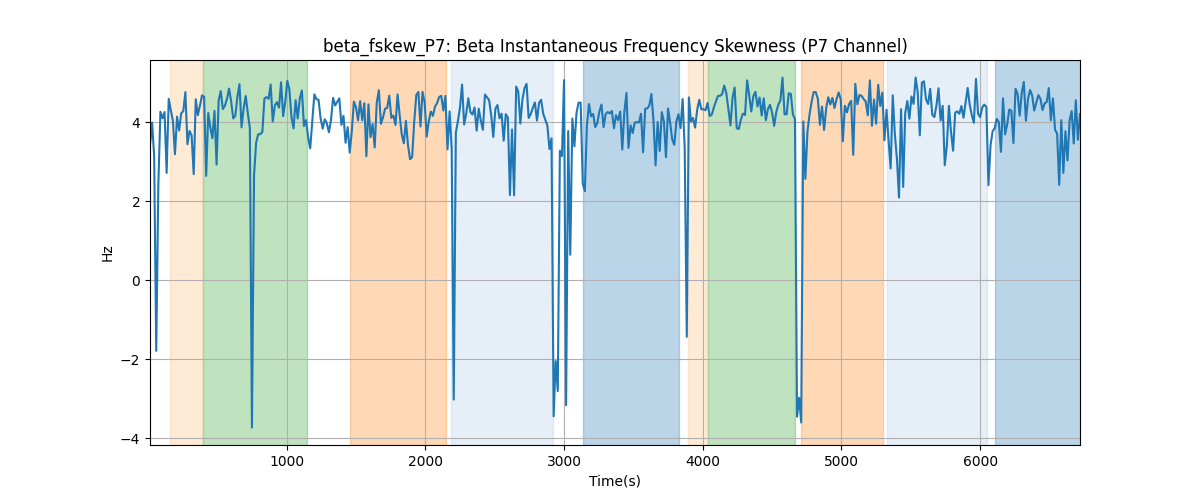 beta_fskew_P7: Beta Instantaneous Frequency Skewness (P7 Channel)
Hz
4
2
0
−2
−4
1000 2000 3000 4000 5000 6000
Time(s)